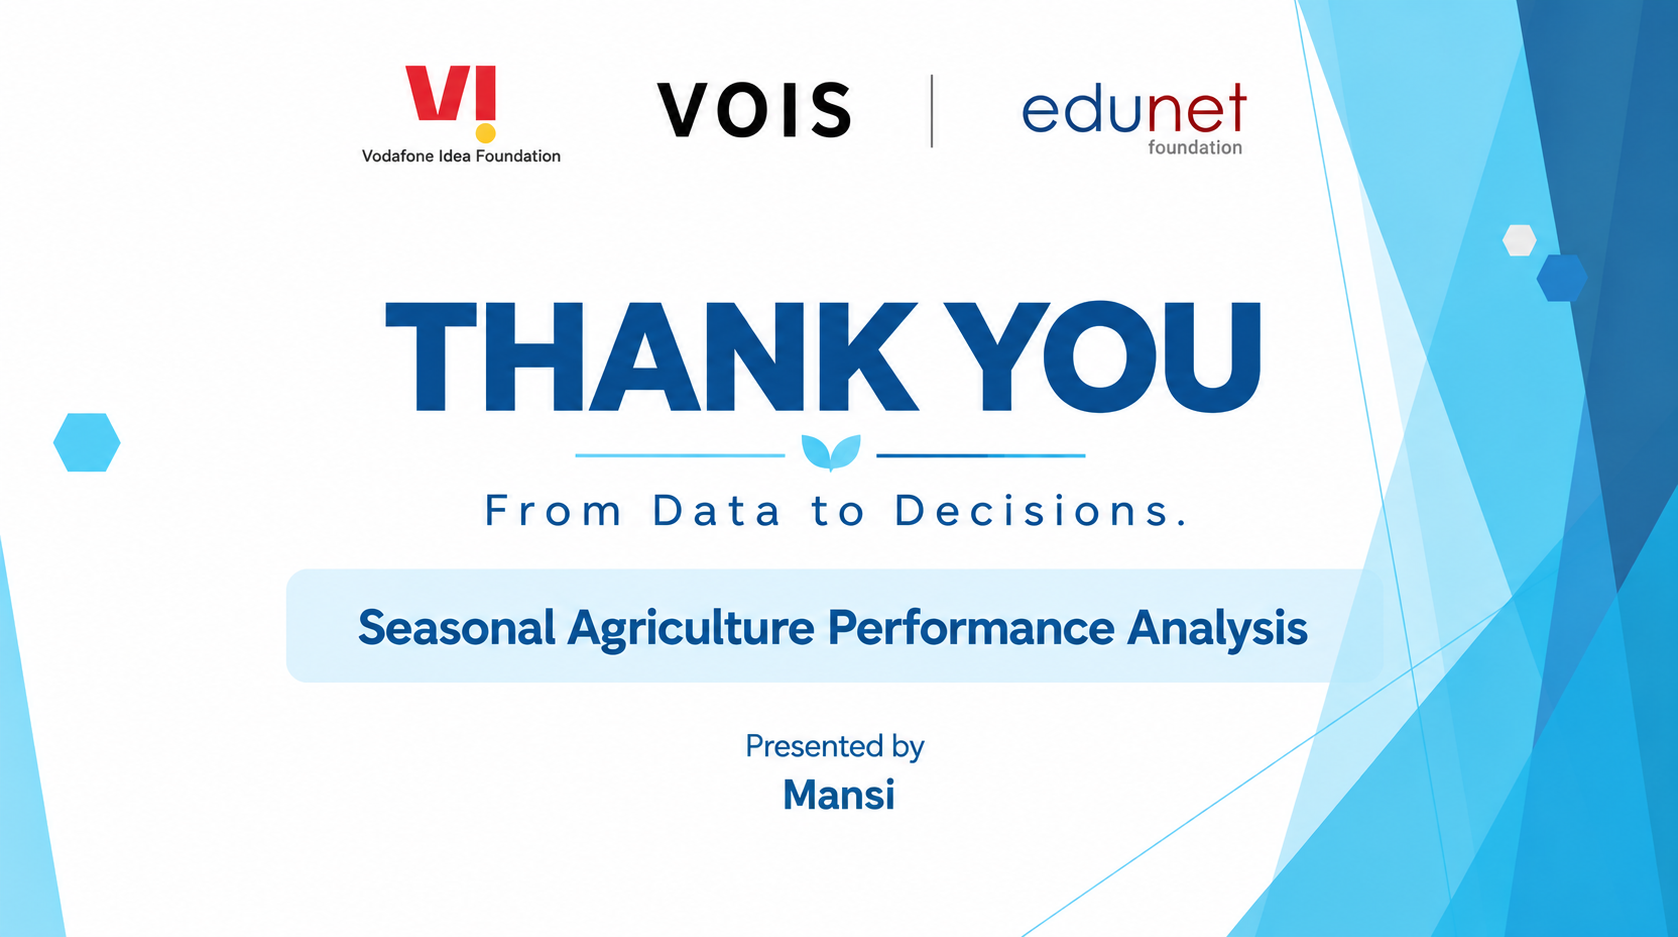 Vi
Vodafone Idea Foundation
VOIS
edunet
foundation
THANK YOU
From Data to Decisions.
Seasonal Agriculture Performance Analysis
Presented by
Mansi